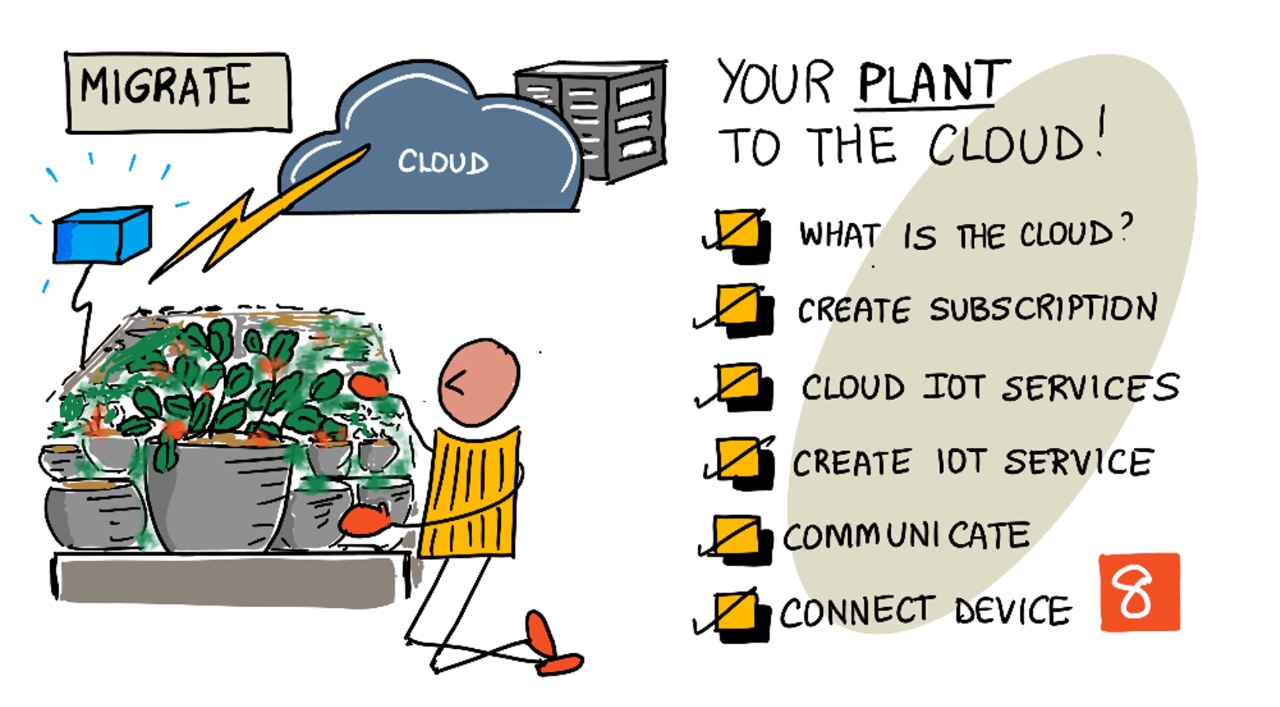 MIGRATE
CLOUD
YOUR PLANT
TO THE CLOUD!
WHAT IS THE CLOUD?
CREATE SUBSCRIPTION
CLOUD IOT SERVICES
CREATE IOT SERVICE
COMMUNICATE
CONNECT DEVICE
8